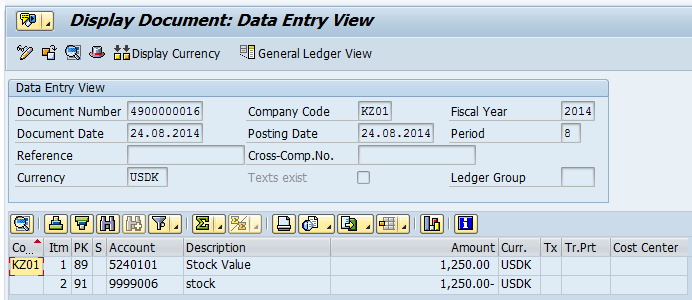 Display Document: Data Entry View
Display Currency General Ledger View
Data Entry View
Document Number 4900000016 Company Code KZ01 Fiscal Year 2014
Document Date 24.08.2014 Posting Date 24.08.2014 Period 8
Reference Cross-Comp.No.
Currency USDK Texts exist Ledger Group
Co... Itm PK S Account Description Amount Curr. Tx Tr.Prt Cost Center
KZ01 1 89 5240101 Stock Value 1,250.00 USDK
2 91 9999006 stock 1,250.00- USDK